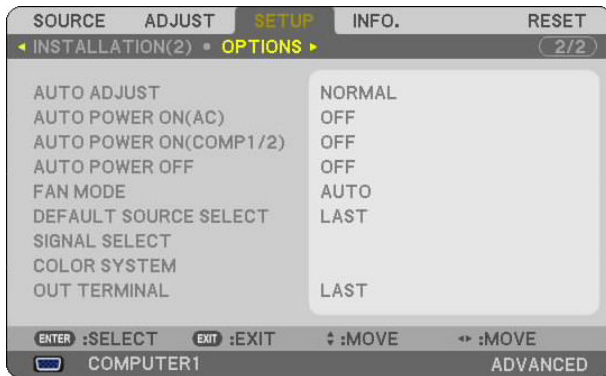 SOURCE ADJUST SETUP INFO. RESET
INSTALLATION(2) • OPTIONS 2/2
AUTO ADJUST NORMAL
AUTO POWER ON(AC) OFF
AUTO POWER ON(COMP1/2) OFF
AUTO POWER OFF OFF
FAN MODE AUTO
DEFAULT SOURCE SELECT LAST
SIGNAL SELECT
COLOR SYSTEM
OUT TERMINAL LAST
ENTER :SELECT EXIT :EXIT :MOVE :MOVE
COMPUTER1 ADVANCED